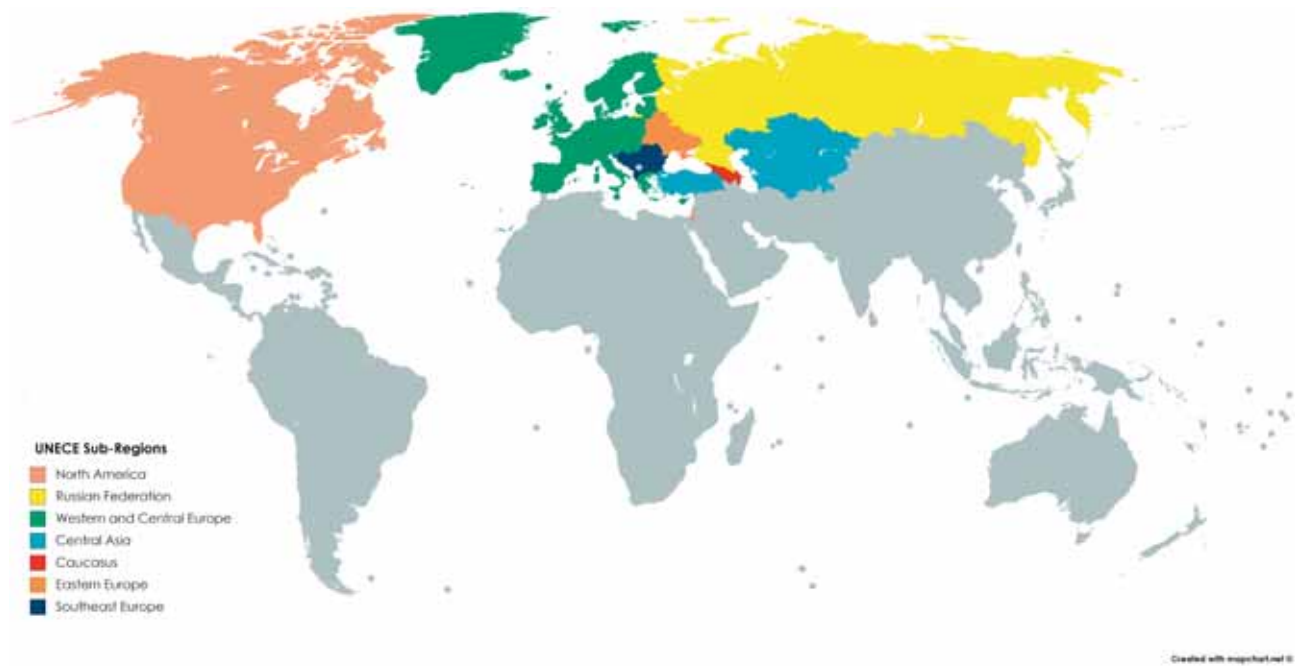 UNECE Sub-Regions
North America
Russian Federation
Western and Central Europe
Central Asia
Caucasus
Eastern Europe
Southeast Europe
Created with mapchart.net ©